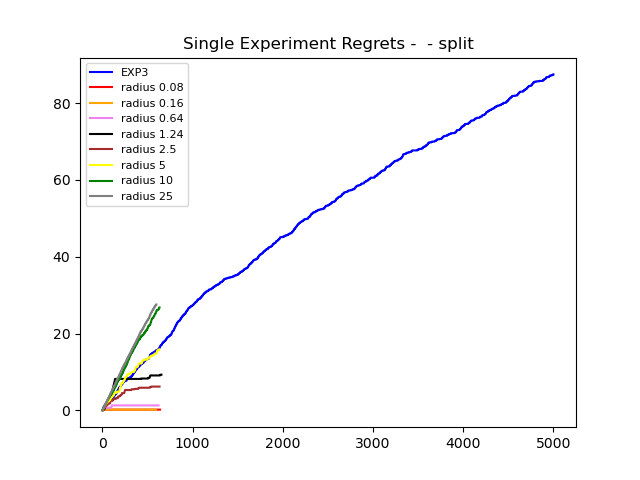 Single Experiment Regrets -  - split
EXP3
radius 0.08
radius 0.16
radius 0.64
radius 1.24
radius 2.5
radius 5
radius 10
radius 25
80
60
40
20
0
0 1000 2000 3000 4000 5000